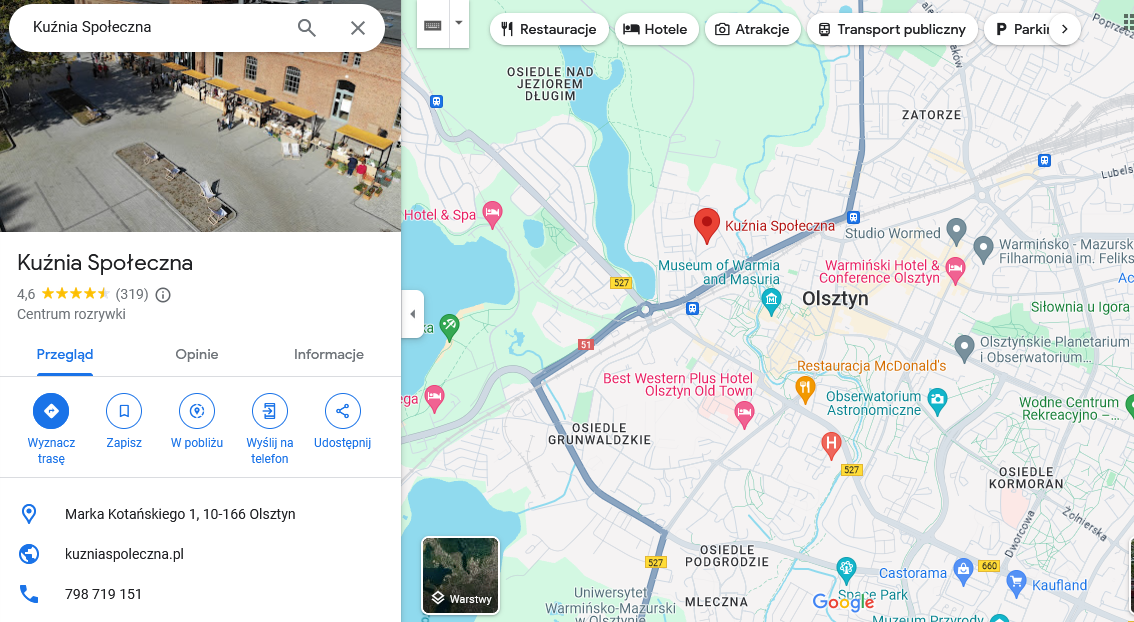 Kuźnia Społeczna
Restauracje
Hotele
Atrakcje
Transport publiczny
Kuźnia Społeczna
4,6
(319)
Centrum rozrywki
Przegląd
Opinie
Informacje
Wyznacz
trasę
Zapisz
W pobliżu
Wyślij na
telefon
Udostępnij
Marka Kotańskiego 1, 10-166 Olsztyn
kuzniaspoleczna.pl
798 719 151
OSIEDLE NAD
JEZIOREM
DŁUGIM
ZATORZE
Hotel & Spa
Kuźnia Społeczna
Studio Wormed
Warmińsko - Mazursk
Filharmonia im. Feliks
Museum of Warmia
and Masuria
Warmiński Hotel &
Conference Olsztyn
527
Olsztyn
Siłownia u Igora
51
Olsztyńskie Planetarium
i Obserwatorium...
Restauracja McDonald's
Best Western Plus Hotel
Olsztyn Old Town
Obserwatorium
Astronomiczne
Wodne Centrum
Rekreacyjno –...
OSIEDLE
GRUNWALDZKIE
H
527
OSIEDLE
KORMORAN
Żołnierska
Dworcowa
OSIEDLE
PODGRODZIE
527
660
Castorama
Kaufland
Uniwersytet
Warmińsko-Mazurski
w Olsztynie
MLECZNA
Space Park
Google
Muzeum Przyrody
Warstwy